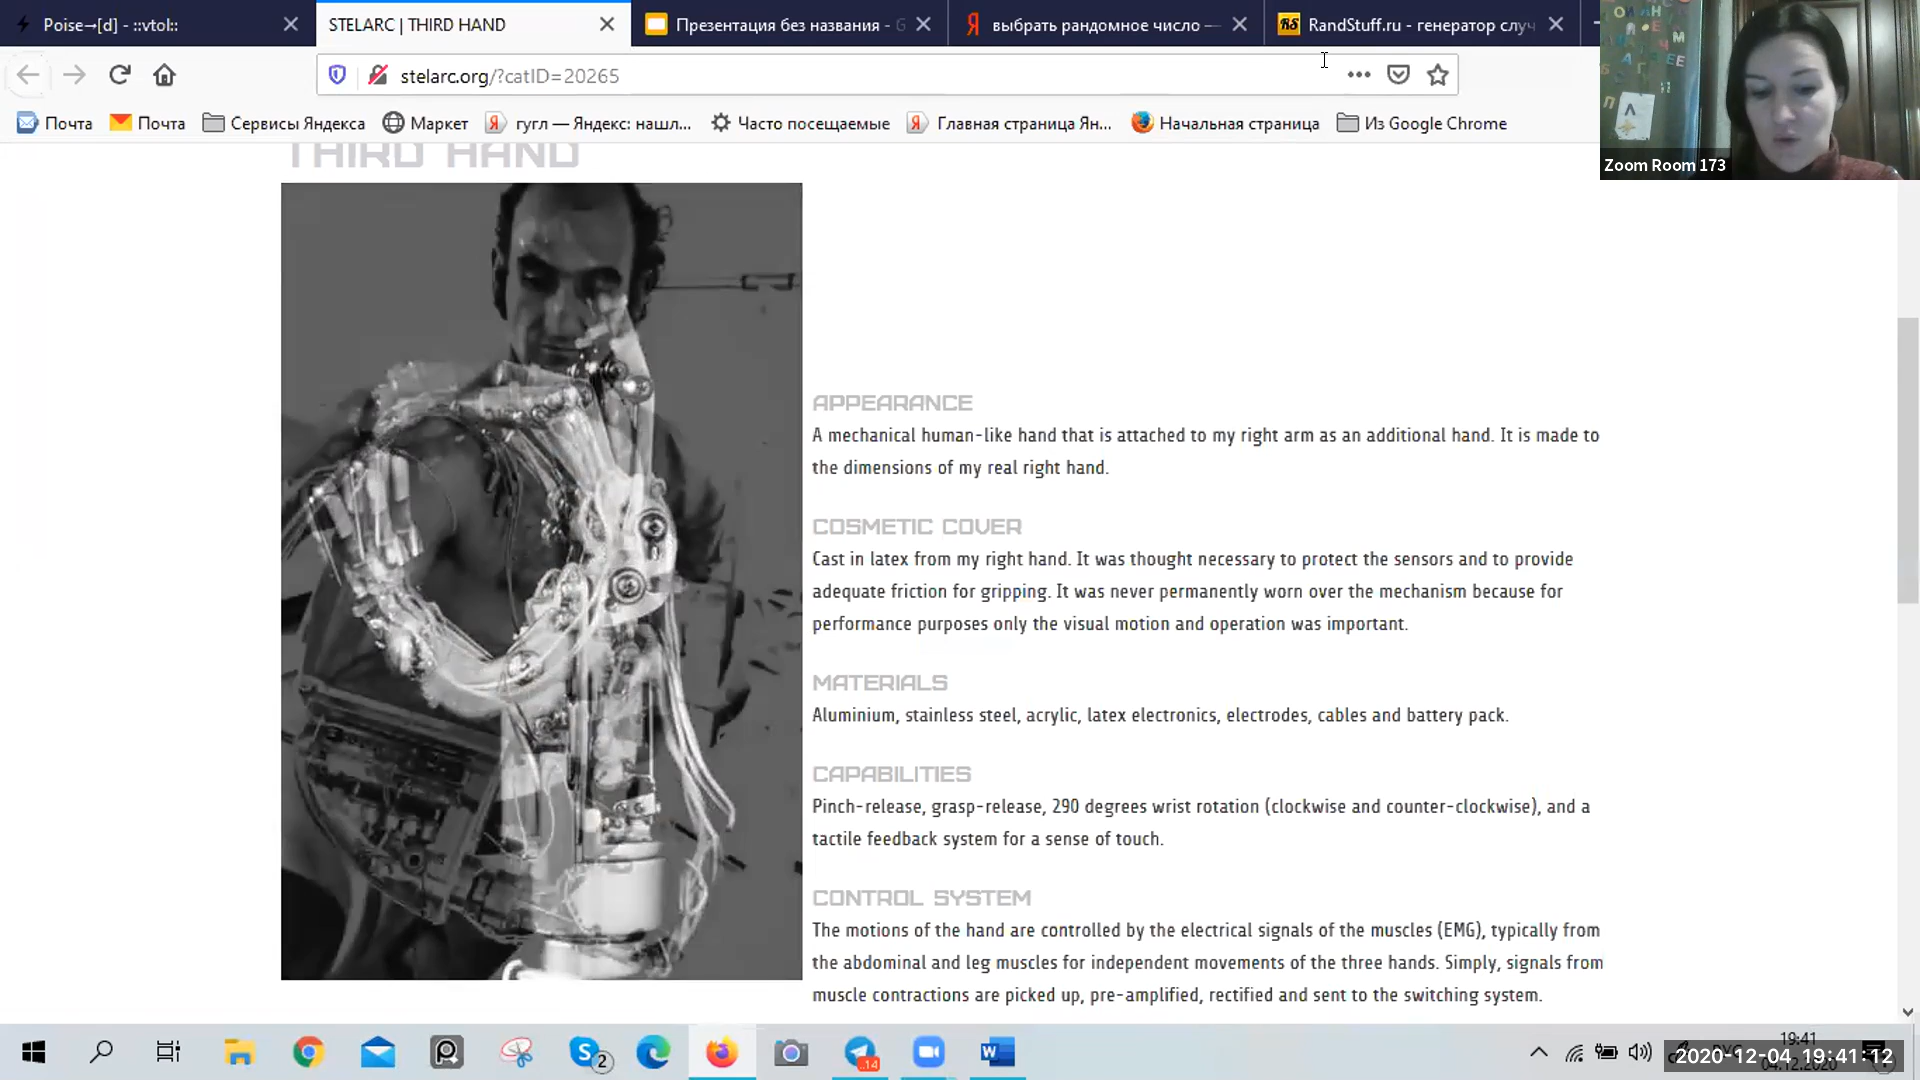 Poise→[d] - ::vtol::
STELARC | THIRD HAND
Презентация без названия - G
выбрать рандомное число —
RandStuff.ru - генератор случ
stelarc.org/?catID=20265
Почта
Почта
Сервисы Яндекса
Маркет
гугл — Яндекс: нашл...
Часто посещаемые
Главная страница Ян...
Начальная страница
Из Google Chrome
Zoom Room 173
THIRD HAND
APPEARANCE
A mechanical human-like hand that is attached to my right arm as an additional hand. It is made to
the dimensions of my real right hand.
COSMETIC COVER
Cast in latex from my right hand. It was thought necessary to protect the sensors and to provide
adequate friction for gripping. It was never permanently worn over the mechanism because for
performance purposes only the visual motion and operation was important.
MATERIALS
Aluminium, stainless steel, acrylic, latex electronics, electrodes, cables and battery pack.
CAPABILITIES
Pinch-release, grasp-release, 290 degrees wrist rotation (clockwise and counter-clockwise), and a
tactile feedback system for a sense of touch.
CONTROL SYSTEM
The motions of the hand are controlled by the electrical signals of the muscles (EMG), typically from
the abdominal and leg muscles for independent movements of the three hands. Simply, signals from
muscle contractions are picked up, pre-amplified, rectified and sent to the switching system.
2
14
19:41
2020-12-04 19:41:12